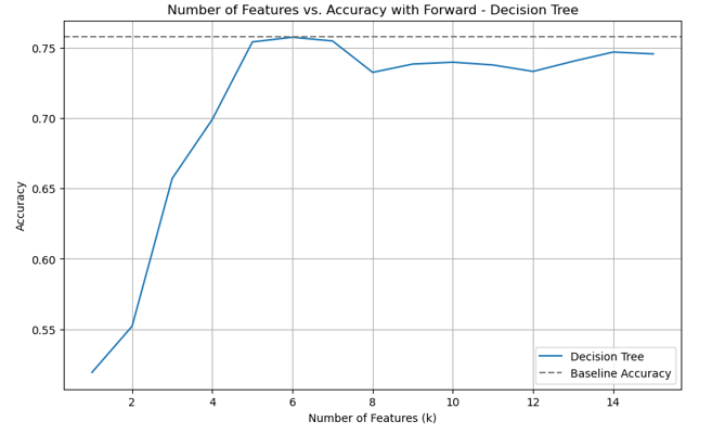 Number of Features vs. Accuracy with Forward - Decision Tree
0.75
0.70
0.65
0.60
0.55
Accuracy
2 4 6 8 10 12 14
Number of Features (k)
Decision Tree
Baseline Accuracy